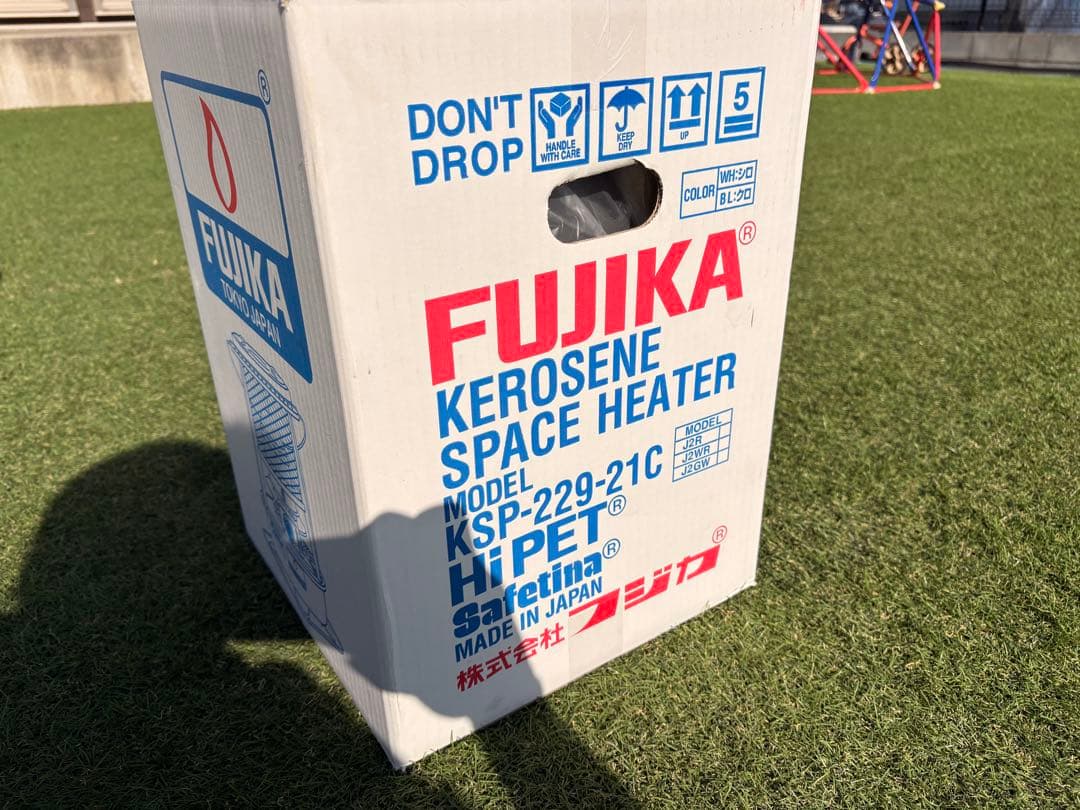 ®
FUJIKA
TOKYO JAPAN
DON'T
DROP
HANDLE
WITH CARE
KEEP
DRY
UP
5
COLOR
WH:シロ
BL:クロ
FUJIKA®
KEROSENE
SPACE HEATER
MODEL
KSP-229-21C
MODEL
J2R
J2WR
J2GW
Hi PET®
Safetina®
MADE IN JAPAN
株式会社フジカ®